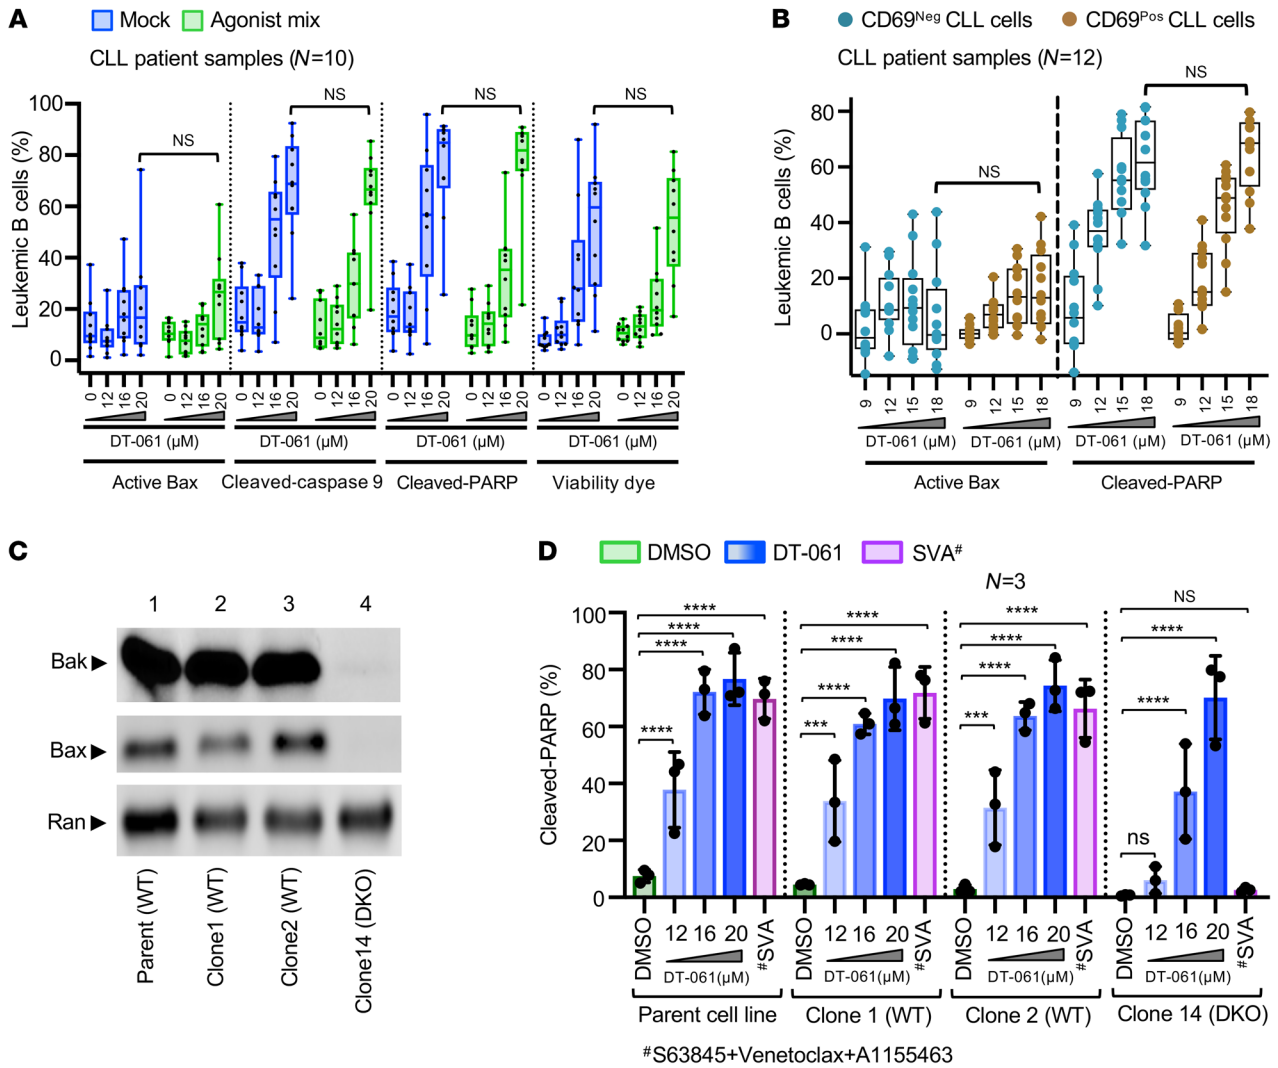 A
Mock
Agonist mix
CLL patient samples (N=10)
Leukemic B cells (%)
100
80
60
40
20
0
NS
NS
NS
NS
0 12 16 20 0 12 16 20 0 12 16 20 0 12 16 20 0 12 16 20 0 12 16 20 0 12 16 20 0 12 16 20
DT-061 (µM) DT-061 (µM) DT-061 (µM) DT-061 (µM)
Active Bax Cleaved-caspase 9 Cleaved-PARP Viability dye
B
CD69Neg CLL cells
CD69Pos CLL cells
CLL patient samples (N=12)
Leukemic B cells (%)
80
60
40
20
0
NS
NS
9 12 15 18 9 12 15 18 9 12 15 18 9 12 15 18
DT-061 (µM) DT-061 (µM) DT-061 (µM) DT-061 (µM)
Active Bax Cleaved-PARP
C
1 2 3 4
Bak
Bax
Ran
Parent (WT)
Clone1 (WT)
Clone2 (WT)
Clone14 (DKO)
D
DMSO
DT-061
SVA#
N=3
Cleaved-PARP (%)
100
80
60
40
20
0
****
****
****
****
****
****
****
***
****
****
****
***
NS
****
****
ns
DMSO 12 16 20 #SVA DMSO 12 16 20 #SVA DMSO 12 16 20 #SVA DMSO 12 16 20 #SVA
DT-061(µM) DT-061(µM) DT-061(µM) DT-061(µM)
Parent cell line Clone 1 (WT) Clone 2 (WT) Clone 14 (DKO)
#S63845+Venetoclax+A1155463